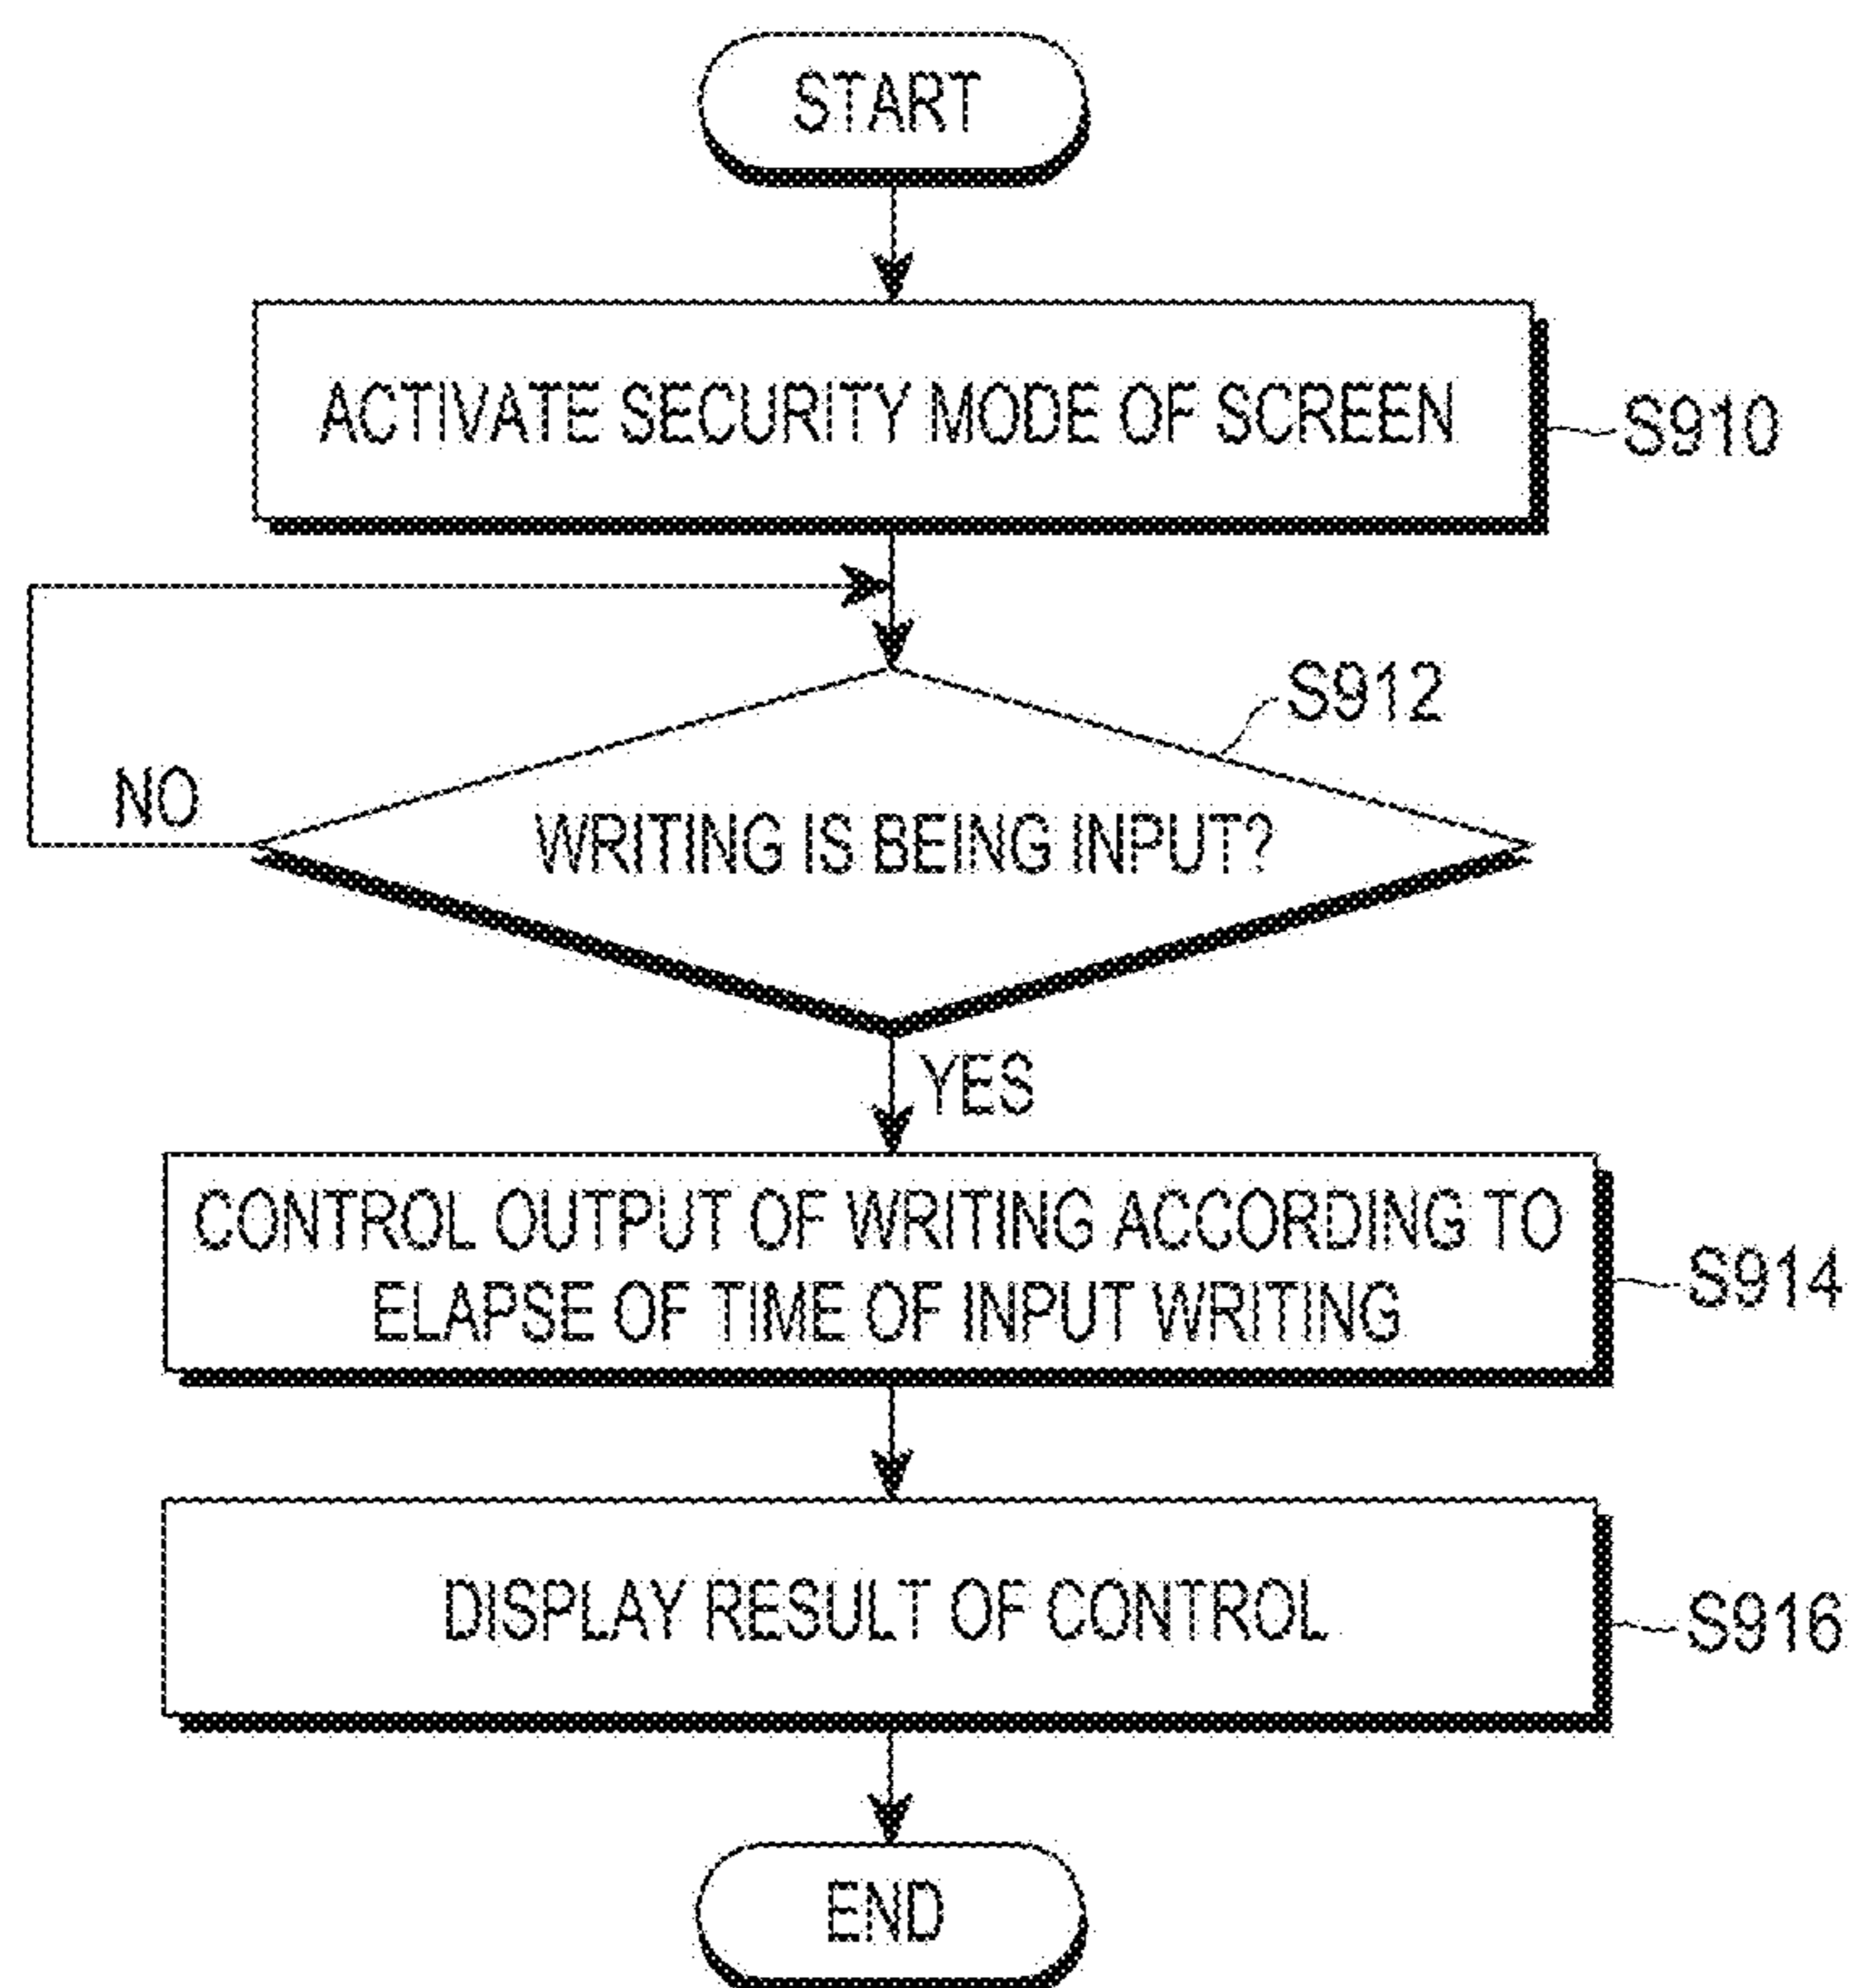 START
ACTIVATE SECURITY MODE OF SCREEN
S910
S912
NO
WRITING IS BEING INPUT?
YES
CONTROL OUTPUT OF WRITING ACCORDING TO
ELAPSE OF TIME OF INPUT WRITING
S914
DISPLAY RESULT OF CONTROL
S916
END